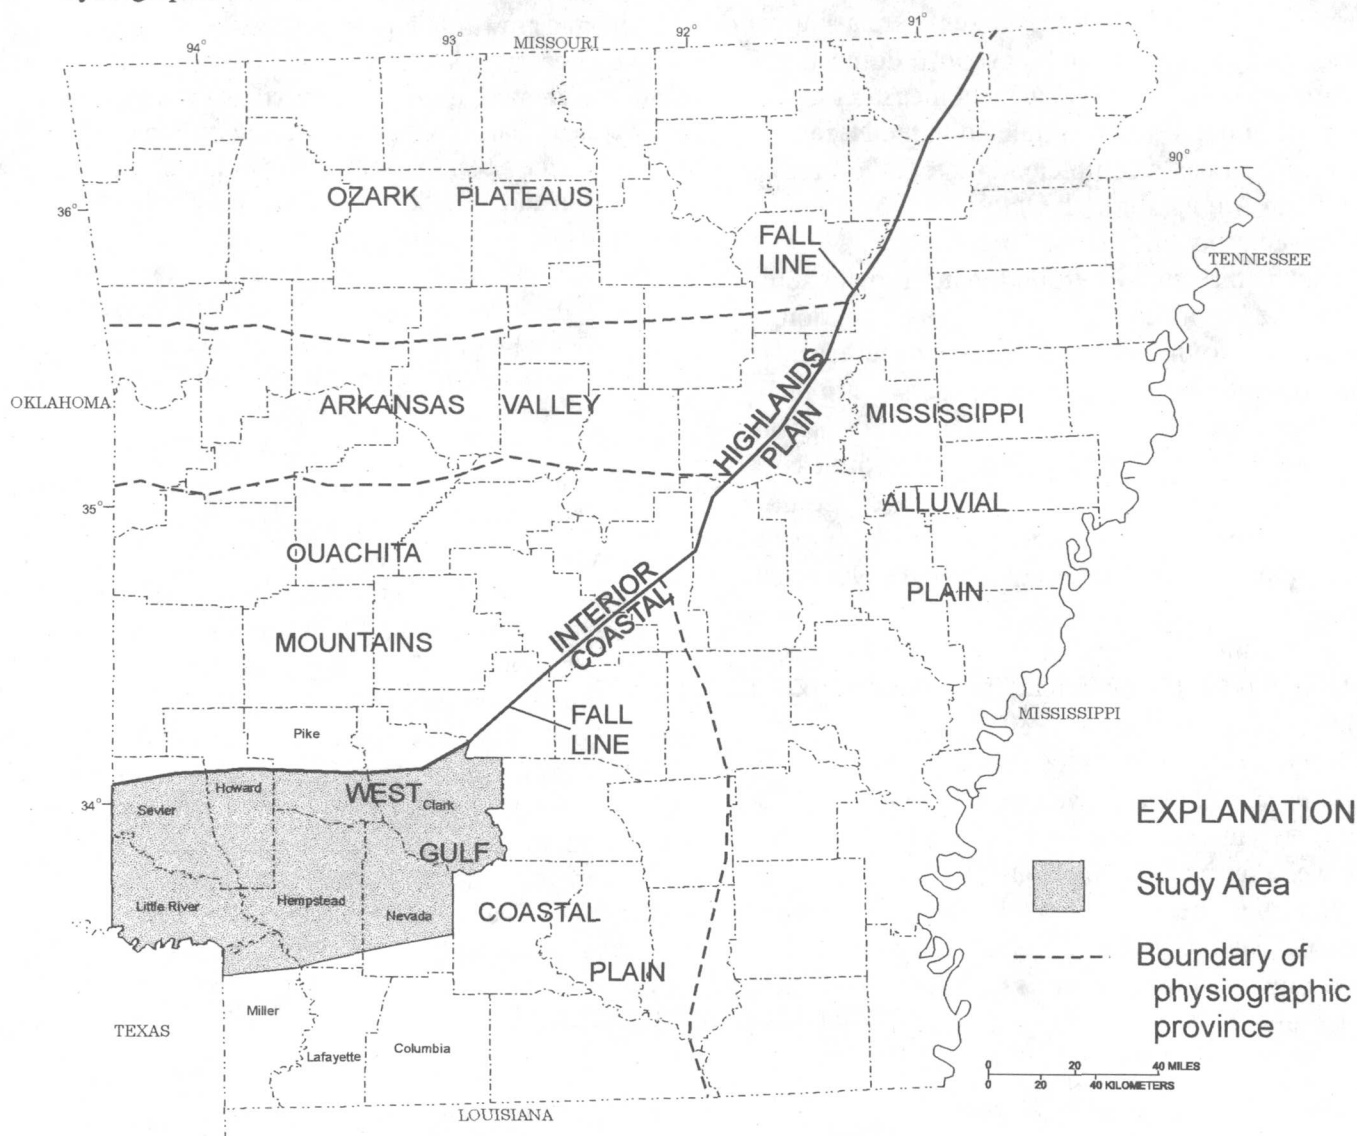 94°
93°
MISSOURI
92°
91°
90°
36°
OZARK PLATEAUS
FALL
LINE
TENNESSEE
OKLAHOMA
ARKANSAS VALLEY
HIGHLANDS
PLAIN
MISSISSIPPI
35°
ALLUVIAL
OUACHITA
PLAIN
INTERIOR
COASTAL
MOUNTAINS
FALL
LINE
MISSISSIPPI
Pike
34°
Howard
WEST
Clark
Sevier
GULF
Little River
Hempstead
Nevada
COASTAL
PLAIN
Miller
TEXAS
Lafayette
Columbia
LOUISIANA
EXPLANATION
Study Area
Boundary of
physiographic
province
0 20 40 MILES
0 20 40 KILOMETERS